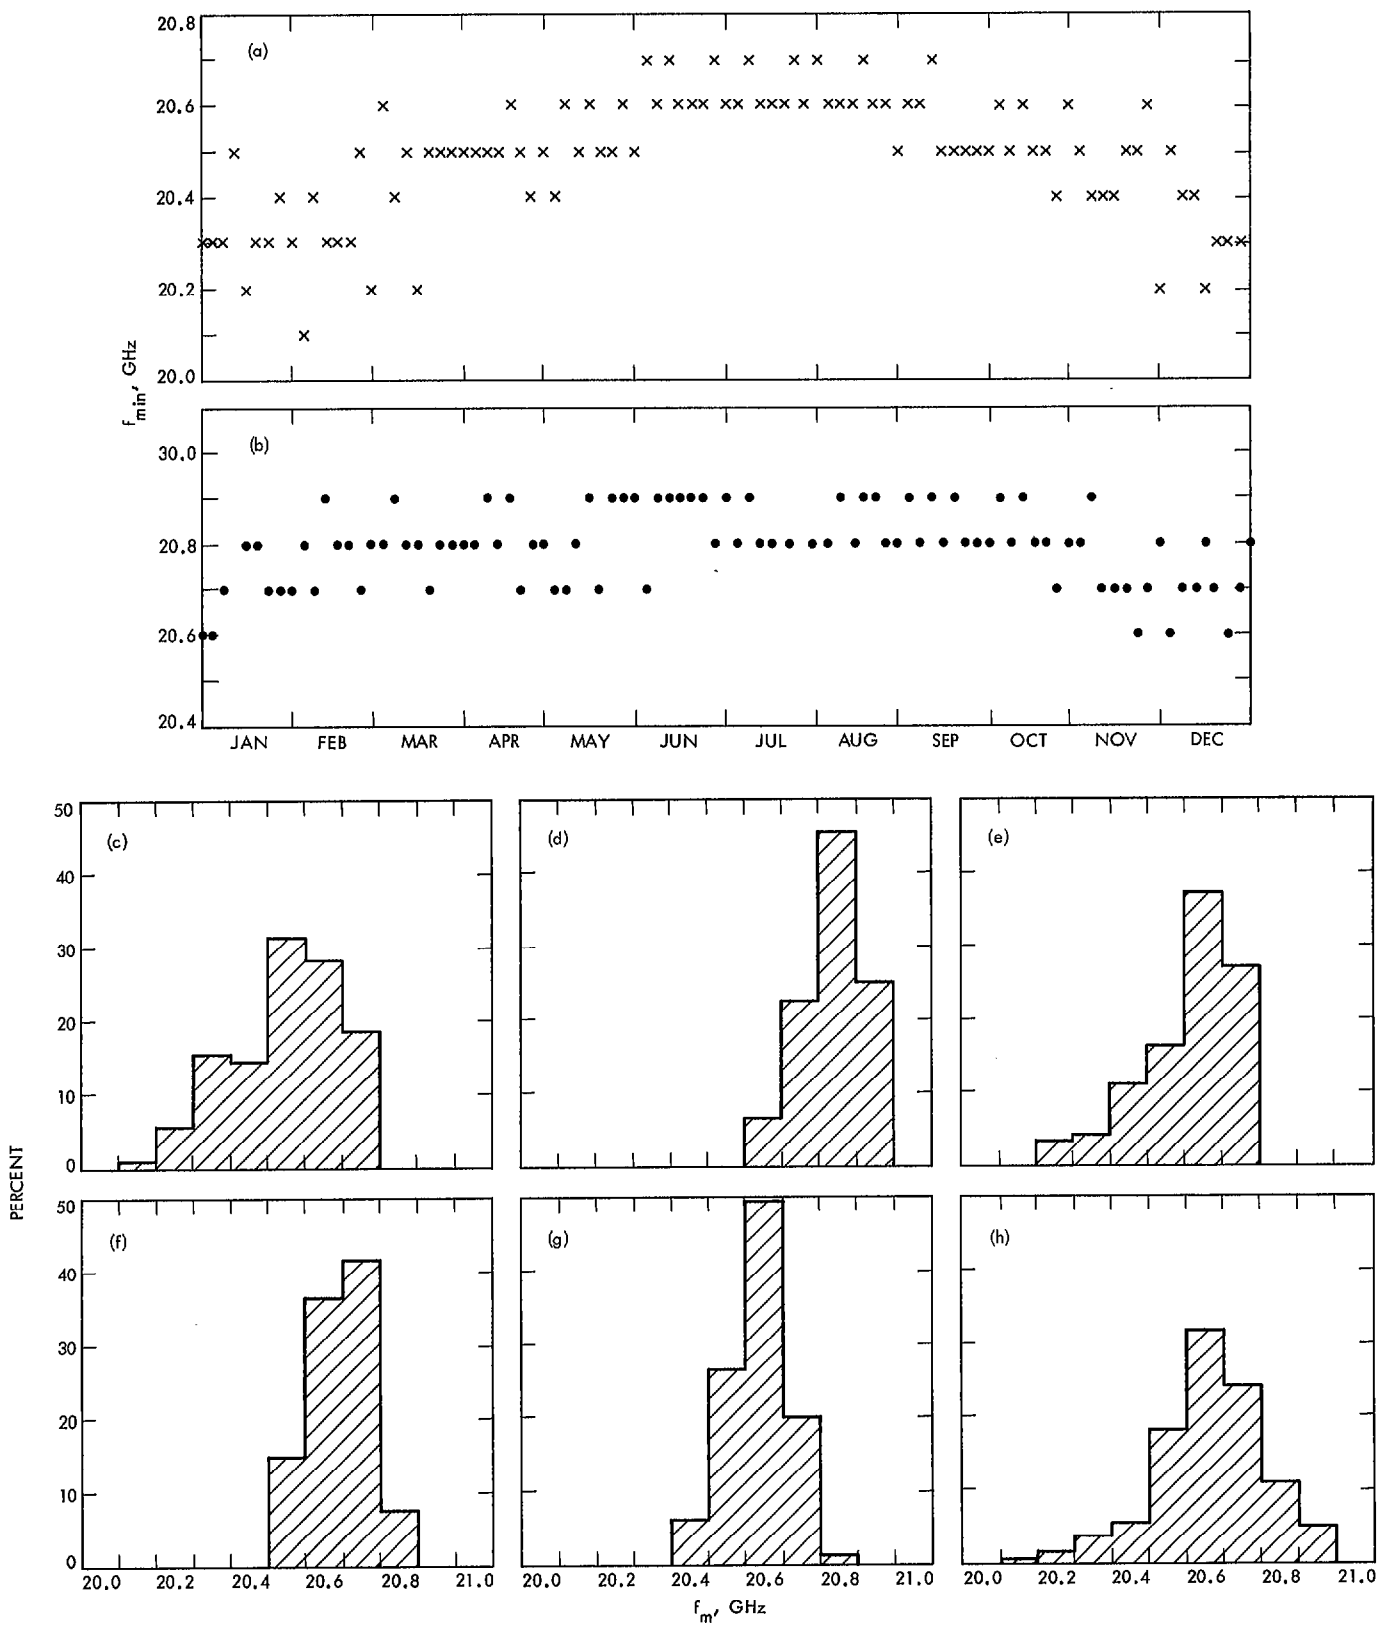 20.8
(a)
20.6
20.4
20.2
20.0
f_min, GHz
(b)
30.0
20.8
20.6
20.4
JAN FEB MAR APR MAY JUN JUL AUG SEP OCT NOV DEC
50
(c)
(d)
(e)
40
30
20
10
0
PERCENT
50
(f)
(g)
(h)
40
30
20
10
0
20.0 20.2 20.4 20.6 20.8 21.0
20.0 20.2 20.4 20.6 20.8 21.0
20.0 20.2 20.4 20.6 20.8 21.0
f_m, GHz